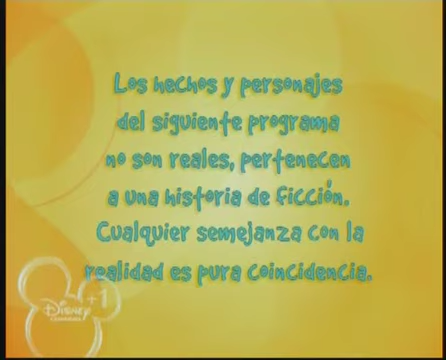 Los hechos y personajes
del siguiente programa
no son reales, pertenecen
a una historia de ficción.
Cualquier semejanza con la
realidad es pura coincidencia.
+1
Disney
CHANNEL